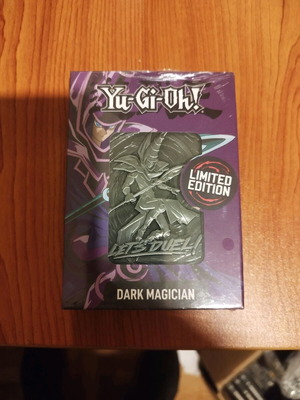 Yu-Gi-Oh!
LIMITED
EDITION
LET'S DUEL!
DARK MAGICIAN